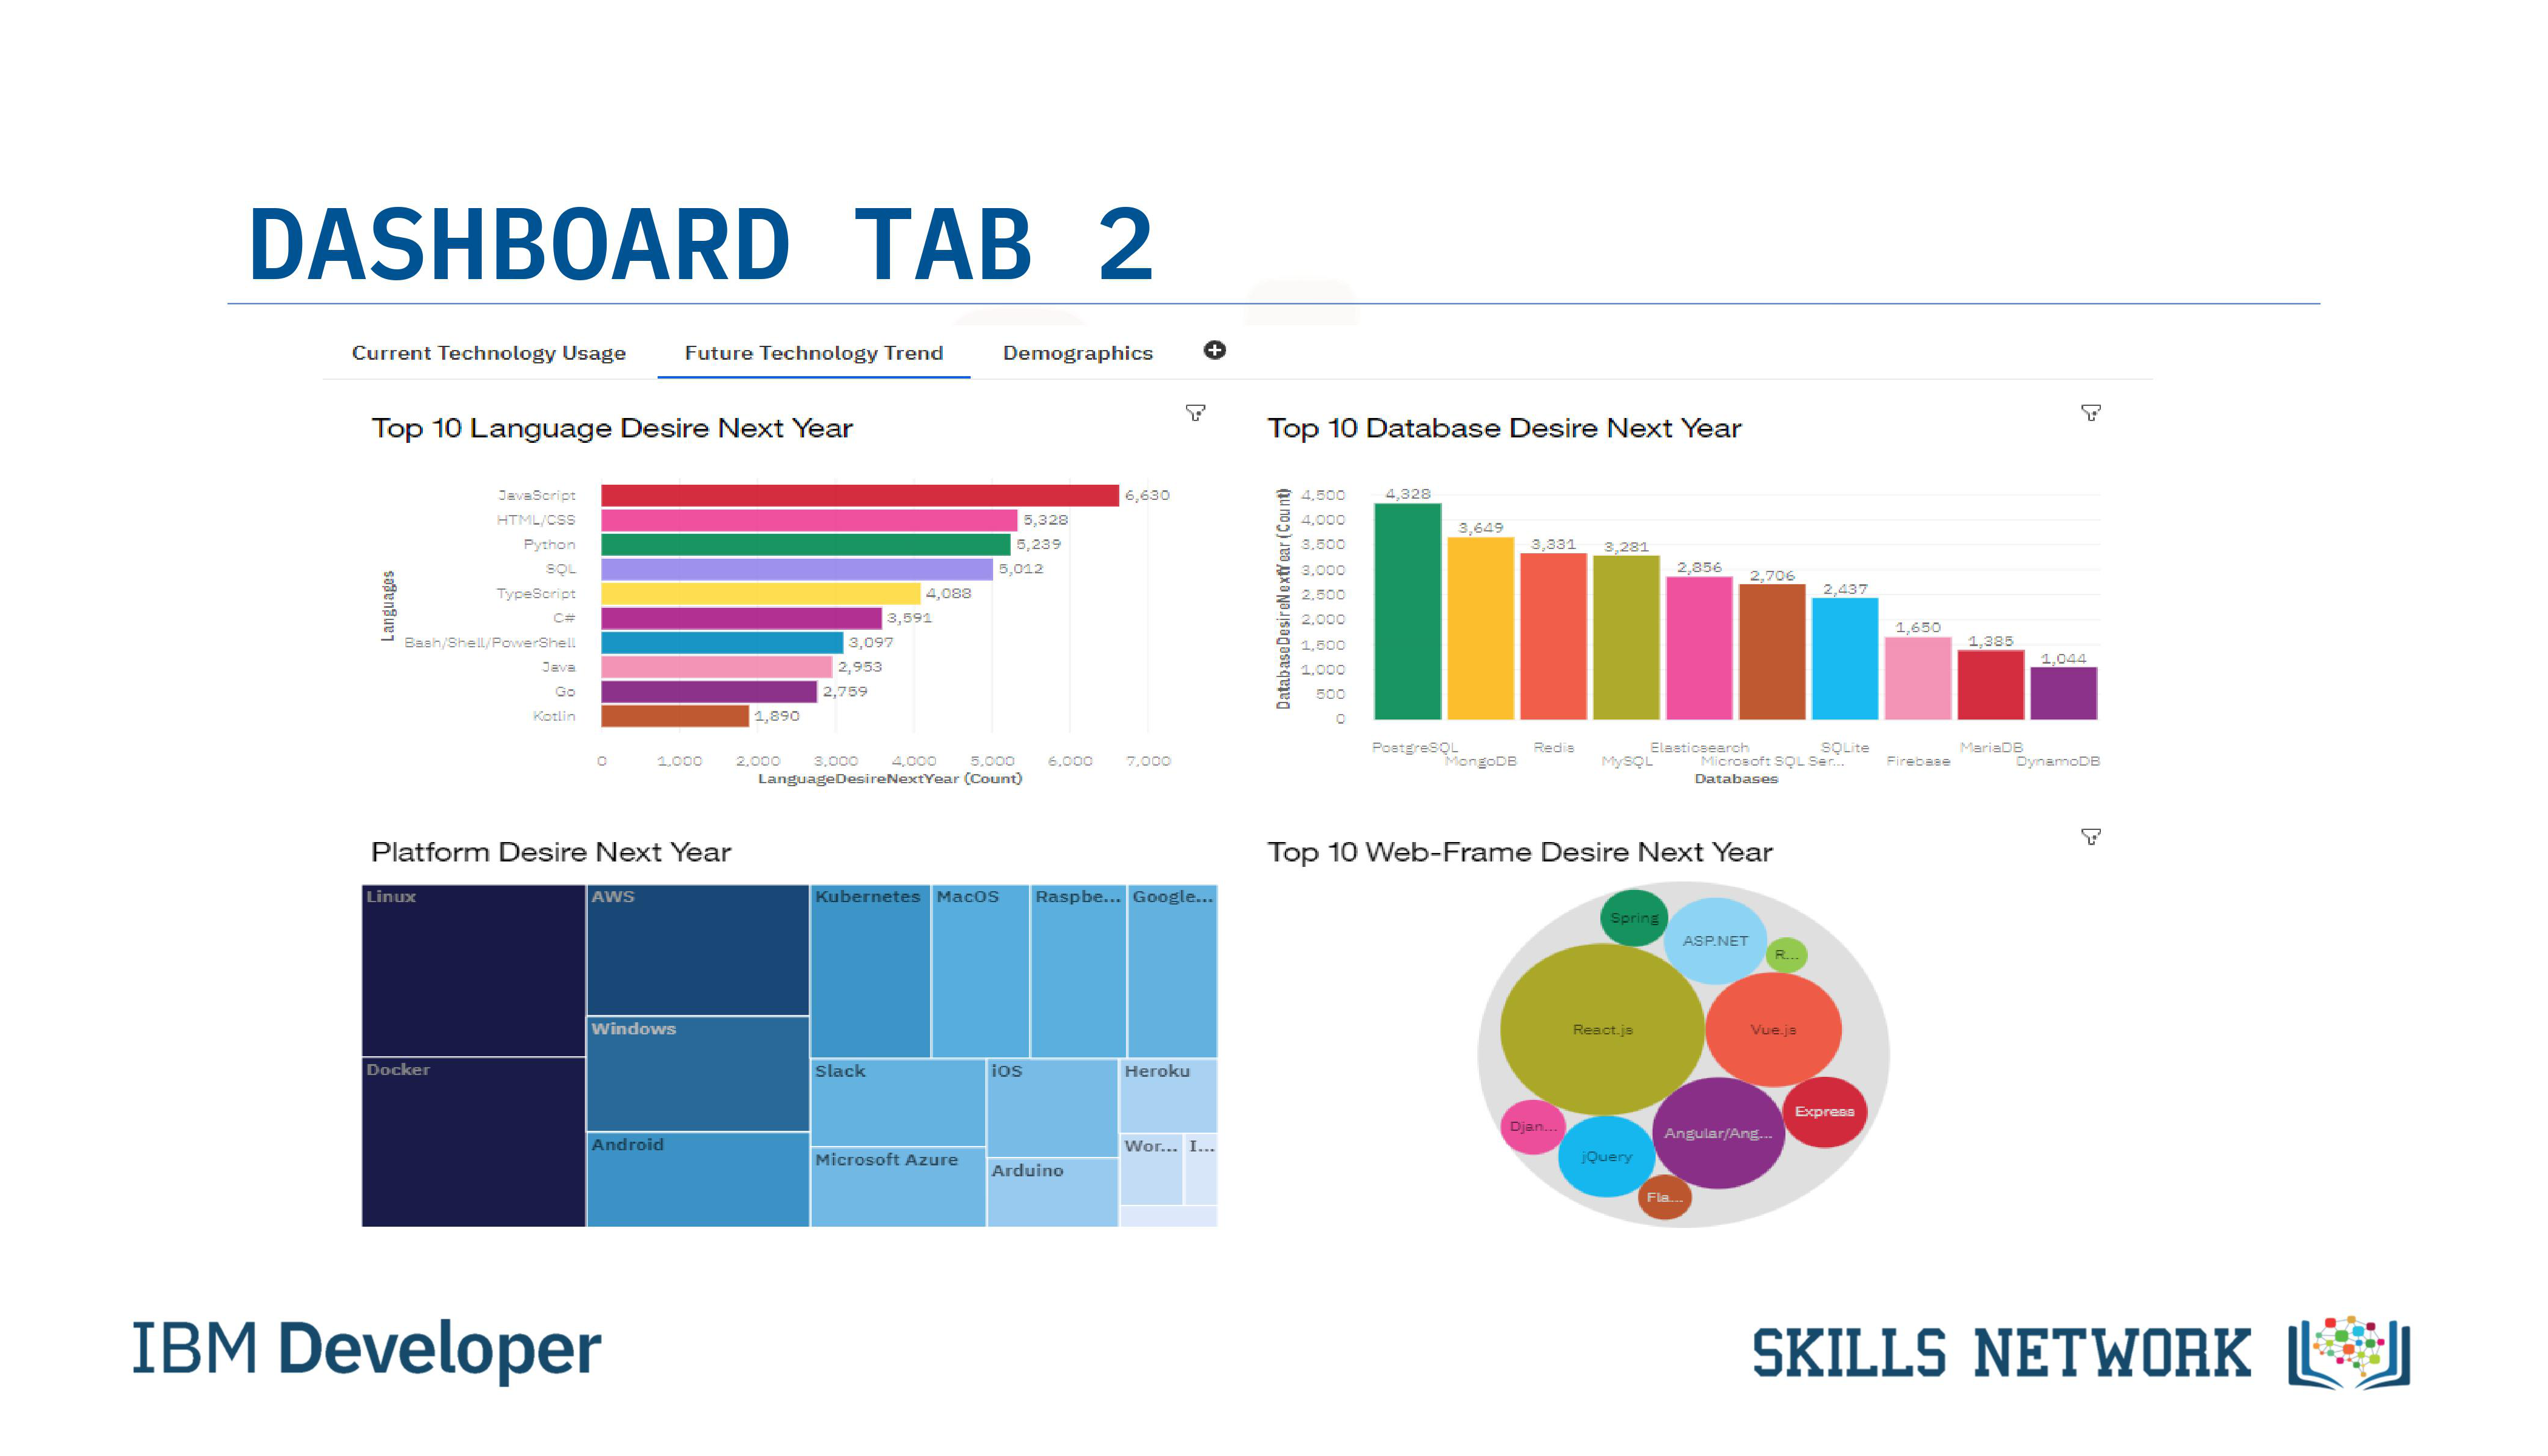 DASHBOARD TAB 2
Current Technology Usage
Future Technology Trend
Demographics
Top 10 Language Desire Next Year
Languages
JavaScript
6,630
HTML/CSS
5,328
Python
5,239
SQL
5,012
TypeScript
4,088
C#
3,591
Bash/Shell/PowerShell
3,097
Java
2,953
Go
2,759
Kotlin
1,890
0
1,000
2,000
3,000
4,000
5,000
6,000
7,000
LanguageDesireNextYear (Count)
Top 10 Database Desire Next Year
DatabaseDesireNextYear (Count)
4,500
4,000
3,500
3,000
2,500
2,000
1,500
1,000
500
0
4,328
3,649
3,331
3,281
2,856
2,706
2,437
1,650
1,385
1,044
PostgreSQL
MongoDB
Redis
MySQL
Elasticsearch
Microsoft SQL Ser...
SQLite
Firebase
MariaDB
DynamoDB
Databases
Platform Desire Next Year
Linux
Docker
AWS
Windows
Android
Kubernetes
MacOS
Raspbe...
Google...
Slack
Microsoft Azure
iOS
Arduino
Heroku
Wor...
I...
Top 10 Web-Frame Desire Next Year
Spring
ASP.NET
R...
React.js
Vue.js
Express
Djan...
jQuery
Angular/Ang...
Fla...
IBM Developer
SKILLS NETWORK